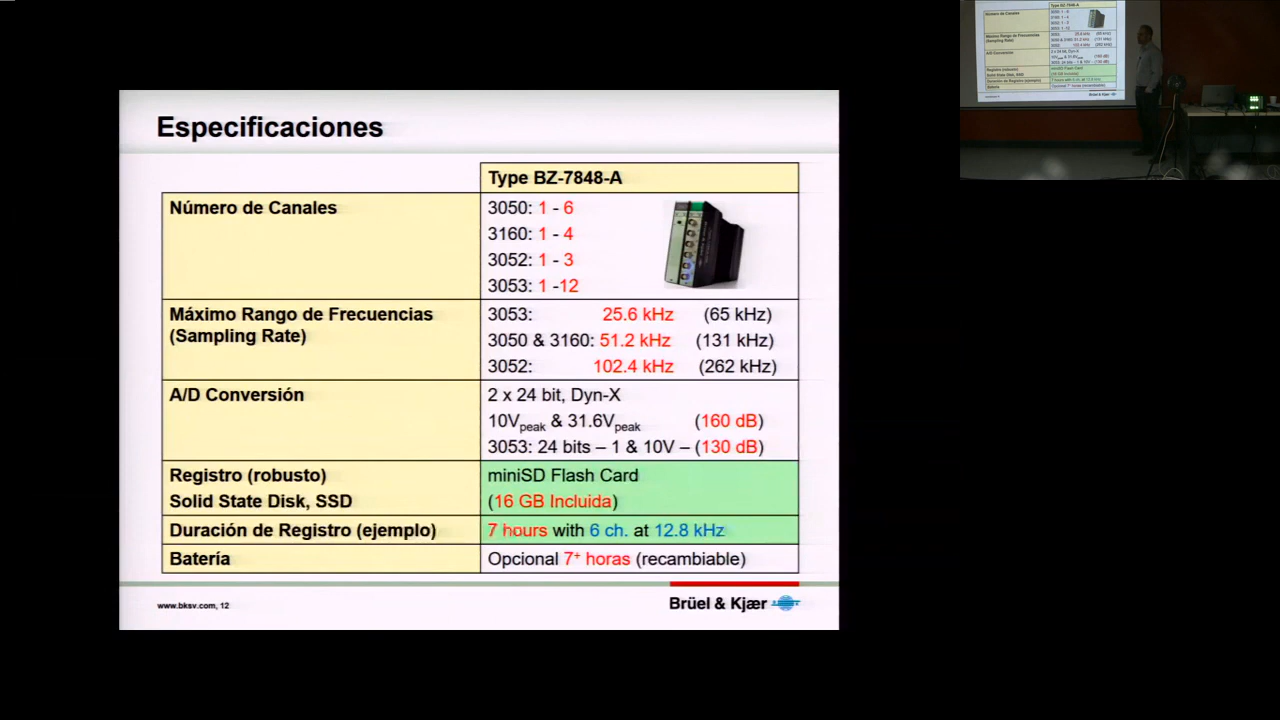 Especificaciones
Type BZ-7848-A
Número de Canales
3050: 1 - 6
3160: 1 - 4
3052: 1 - 3
3053: 1 -12
Máximo Rango de Frecuencias
(Sampling Rate)
3053: 25.6 kHz (65 kHz)
3050 & 3160: 51.2 kHz (131 kHz)
3052: 102.4 kHz (262 kHz)
A/D Conversión
2 x 24 bit, Dyn-X
10Vpeak & 31.6Vpeak (160 dB)
3053: 24 bits – 1 & 10V – (130 dB)
Registro (robusto)
Solid State Disk, SSD
miniSD Flash Card
(16 GB Incluida)
Duración de Registro (ejemplo)
7 hours with 6 ch. at 12.8 kHz
Batería
Opcional 7+ horas (recambiable)
www.bksv.com, 12
Brüel & Kjær